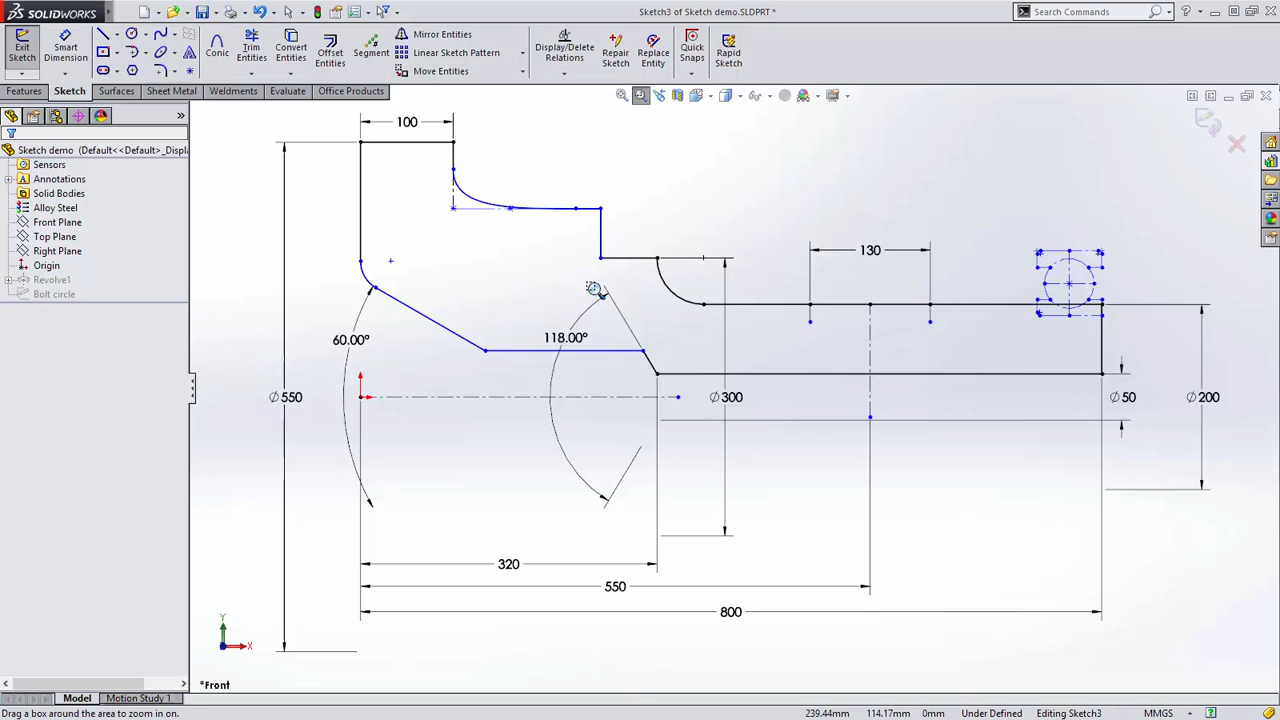 SOLIDWORKS
Sketch3 of Sketch demo.SLDPRT *
Search Commands
Exit Sketch
Smart Dimension
Conic
Trim Entities
Convert Entities
Offset Entities
Segment
Mirror Entities
Linear Sketch Pattern
Move Entities
Display/Delete Relations
Repair Sketch
Replace Entity
Quick Snaps
Rapid Sketch
Features
Sketch
Surfaces
Sheet Metal
Weldments
Evaluate
Office Products
Sketch demo (Default<<Default>_Displ
Sensors
Annotations
Solid Bodies
Alloy Steel
Front Plane
Top Plane
Right Plane
Origin
Revolve1
Bolt circle
100
130
60.00°
118.00°
∅550
∅300
∅50
∅200
320
550
800
Y
X
*Front
Model
Motion Study 1
Drag a box around the area to zoom in on.
239.44mm
114.17mm
0mm
Under Defined
Editing Sketch3
MMGS